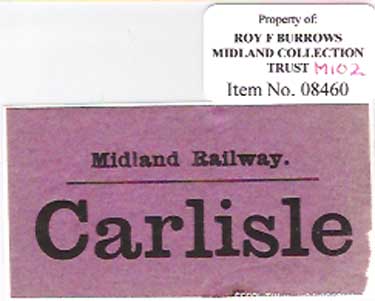 Property of:
ROY F BURROWS
MIDLAND COLLECTION
TRUST M102
Item No. 08460
Midland Railway.
Carlisle